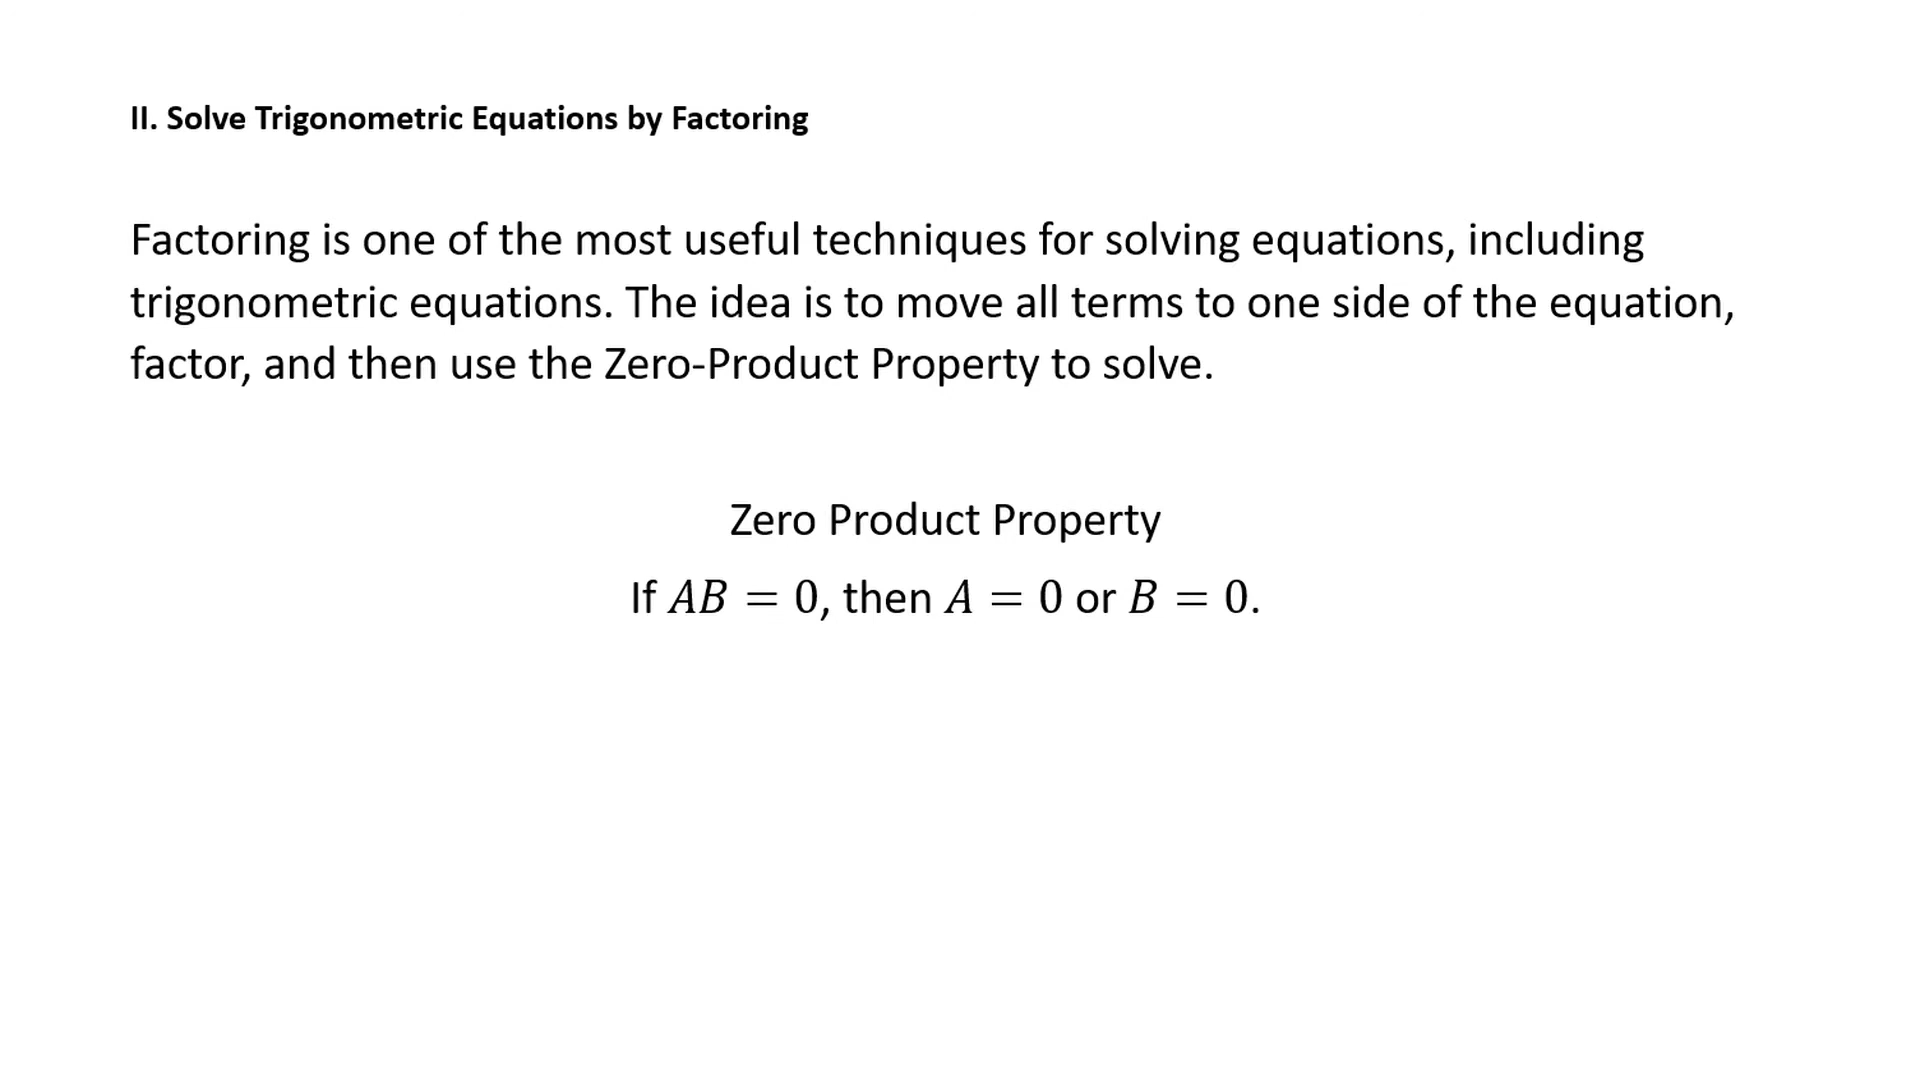 II. Solve Trigonometric Equations by Factoring
Factoring is one of the most useful techniques for solving equations, including
trigonometric equations. The idea is to move all terms to one side of the equation,
factor, and then use the Zero-Product Property to solve.
Zero Product Property
If AB = 0, then A = 0 or B = 0.